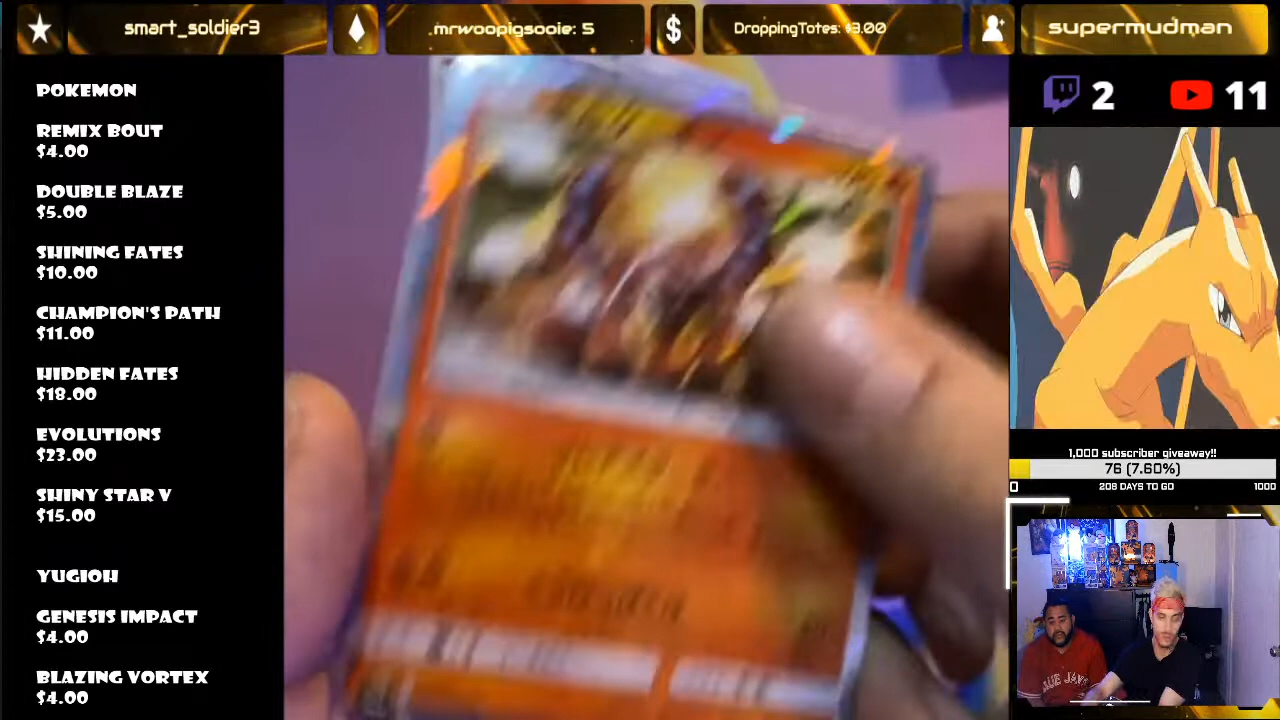 smart_soldier3
mrwoopigsooie: 5
$
DroppingTotes: $3.00
supermudman
2
11
POKEMON
REMIX BOUT
$4.00
DOUBLE BLAZE
$5.00
SHINING FATES
$10.00
CHAMPION'S PATH
$11.00
HIDDEN FATES
$18.00
EVOLUTIONS
$23.00
SHINY STAR V
$15.00
YUGIOH
GENESIS IMPACT
$4.00
BLAZING VORTEX
$4.00
1,000 subscriber giveaway!!
76 (7.60%)
0
208 DAYS TO GO
1000
BLUE JAYS